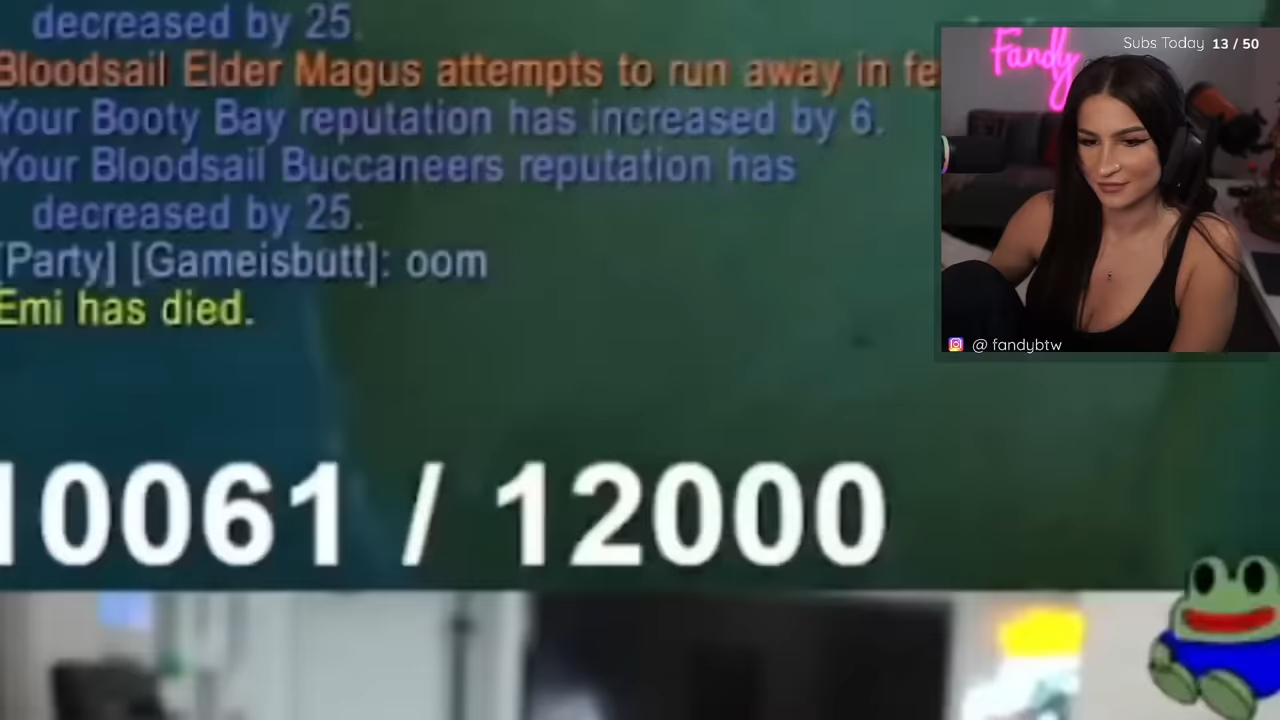 decreased by 25.
Bloodsail Elder Magus attempts to run away in
Your Booty Bay reputation has increased by 6.
Your Bloodsail Buccaneers reputation has
decreased by 25.
[Party] [Gameisbutt]: oom
Emi has died.
10061 / 12000
Fandy
Subs Today 13 / 50
@ fandybtw